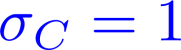 σ_C = 1